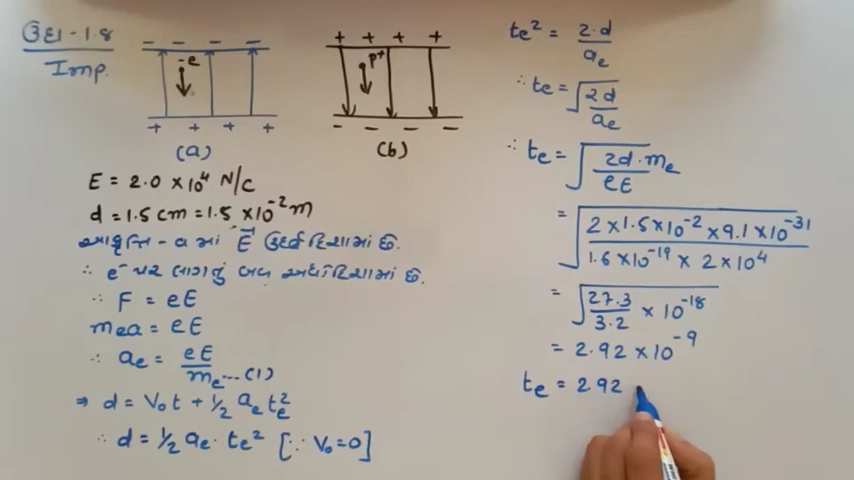 ઉદા-1.8
Imp.
- - - -
-e
+ + + +
(a)
+ + + +
p+
- - - -
(b)
E = 2.0 ×10⁴ N/C
d = 1.5 cm = 1.5 ×10⁻² m
આકૃતિ-a માં E⃗ ઉર્ધ્વ દિશામાં છે.
∴ e⁻ પર લાગતું બળ અધોદિશામાં છે.
∴ F = eE
mₑa = eE
∴ aₑ = eE/mₑ ---(1)
⇒ d = V₀t + ½ aₑtₑ²
∴ d = ½ aₑ· tₑ² [∵ V₀=0]
tₑ² = 2·d/aₑ
∴ tₑ = √(2d/aₑ)
∴ tₑ = √(2d·mₑ/eE)
= √(2×1.5×10⁻²×9.1×10⁻³¹/1.6×10⁻¹⁹ × 2×10⁴)
= √(27.3/3.2 × 10⁻¹⁸)
= 2.92 ×10⁻⁹
tₑ = 2.92